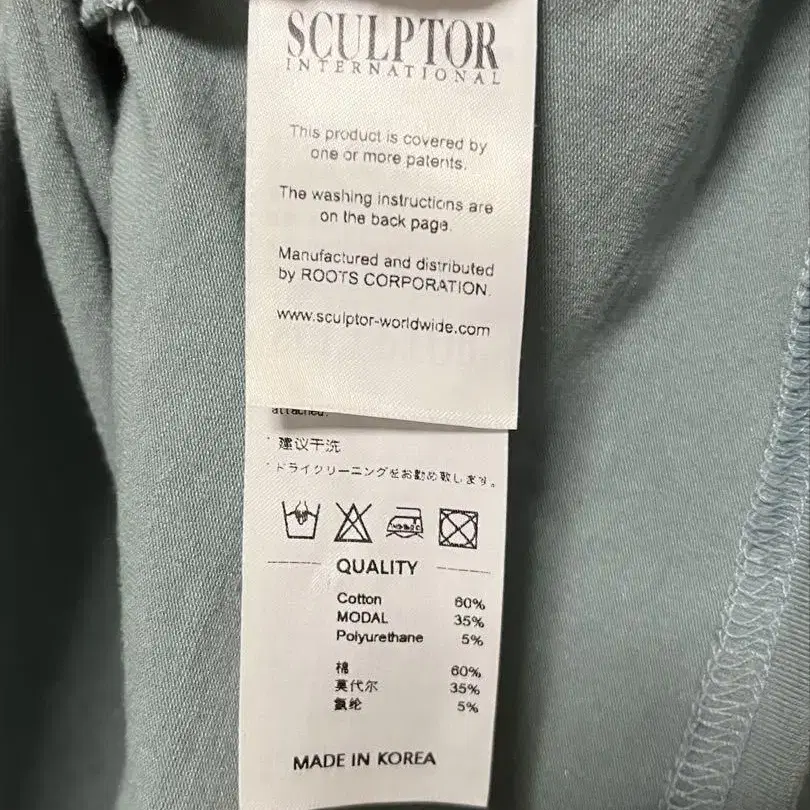 SCULPTOR
INTERNATIONAL
This product is covered by
one or more patents.
The washing instructions are
on the back page.
Manufactured and distributed
by ROOTS CORPORATION.
www.sculptor-worldwide.com
attached.
* 建议干洗
* ドライクリーニングをお勧め致します。
QUALITY
Cotton 60%
MODAL 35%
Polyurethane 5%
棉 60%
莫代尔 35%
氨纶 5%
MADE IN KOREA